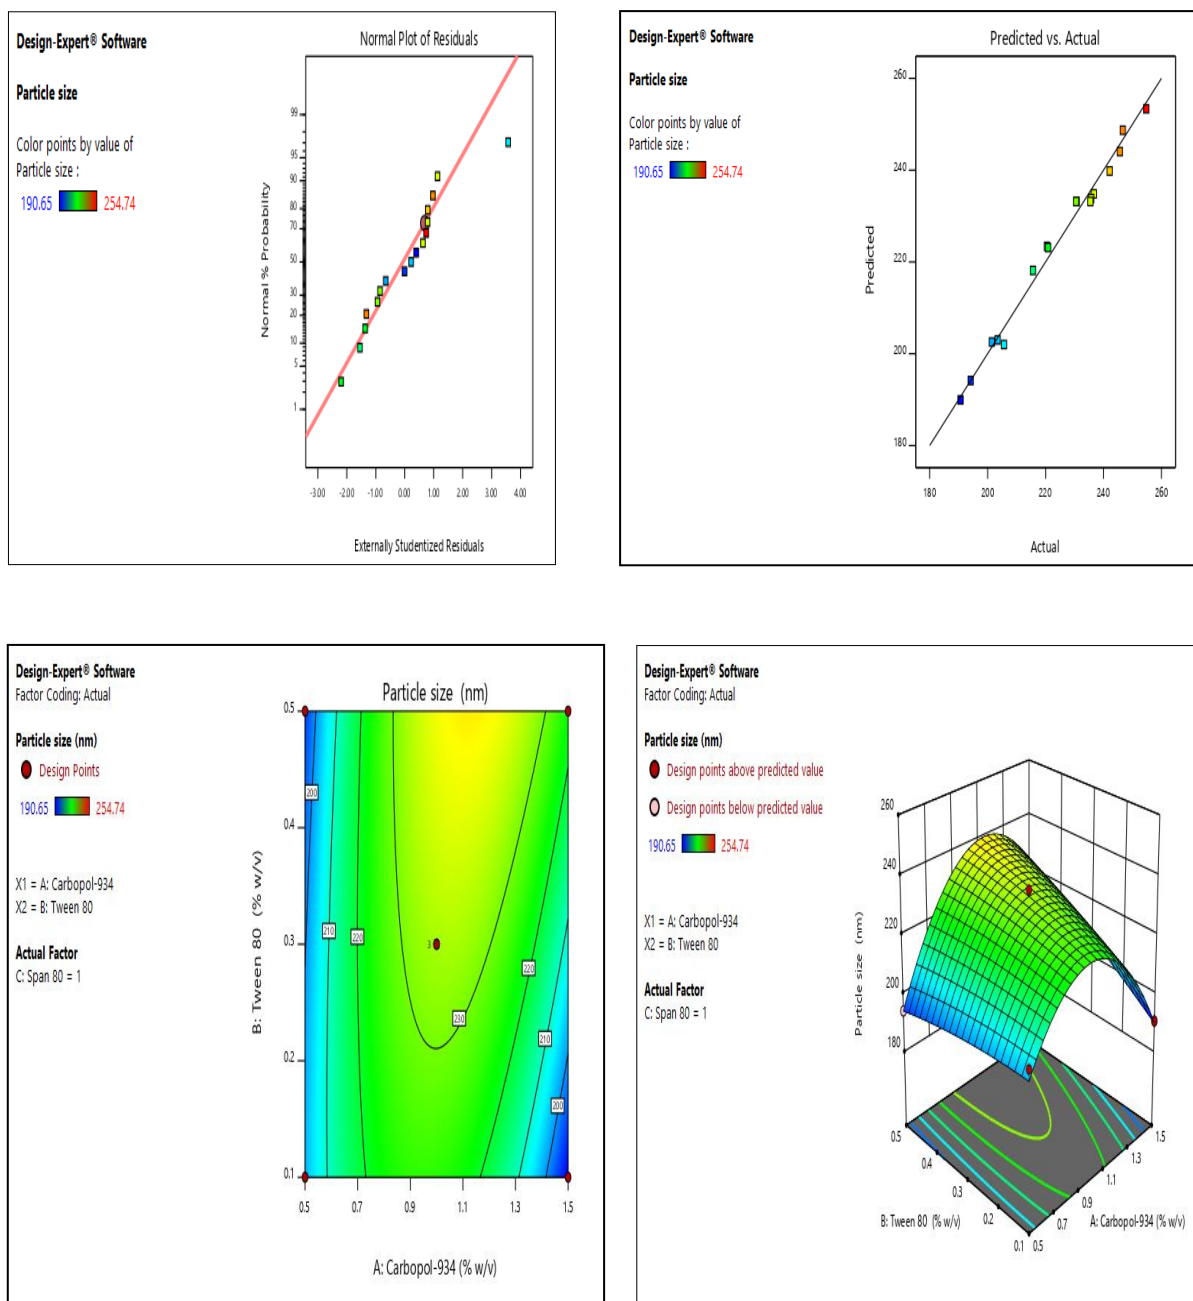 Design-Expert® Software
Particle size
Color points by value of
Particle size :
190.65 254.74
Normal Plot of Residuals
Normal % Probability
99
95
90
80
70
50
30
20
10
5
1
-3.00 -2.00 -1.00 0.00 1.00 2.00 3.00 4.00
Externally Studentized Residuals
Design-Expert® Software
Particle size
Color points by value of
Particle size :
190.65 254.74
Predicted vs. Actual
Predicted
260
240
220
200
180
180 200 220 240 260
Actual
Design-Expert® Software
Factor Coding: Actual
Particle size (nm)
Design Points
190.65 254.74
X1 = A: Carbopol-934
X2 = B: Tween 80
Actual Factor
C: Span 80 = 1
Particle size (nm)
B: Tween 80 (% w/v)
0.5
0.4
0.3
0.2
0.1
200
210
220
3
230
220
210
200
0.5 0.7 0.9 1.1 1.3 1.5
A: Carbopol-934 (% w/v)
Design-Expert® Software
Factor Coding: Actual
Particle size (nm)
Design points above predicted value
Design points below predicted value
190.65 254.74
X1 = A: Carbopol-934
X2 = B: Tween 80
Actual Factor
C: Span 80 = 1
Particle size (nm)
260
240
220
200
180
0.5
0.4
0.3
0.2
0.1
0.5
0.7
0.9
1.1
1.3
1.5
B: Tween 80 (% w/v)
A: Carbopol-934 (% w/v)